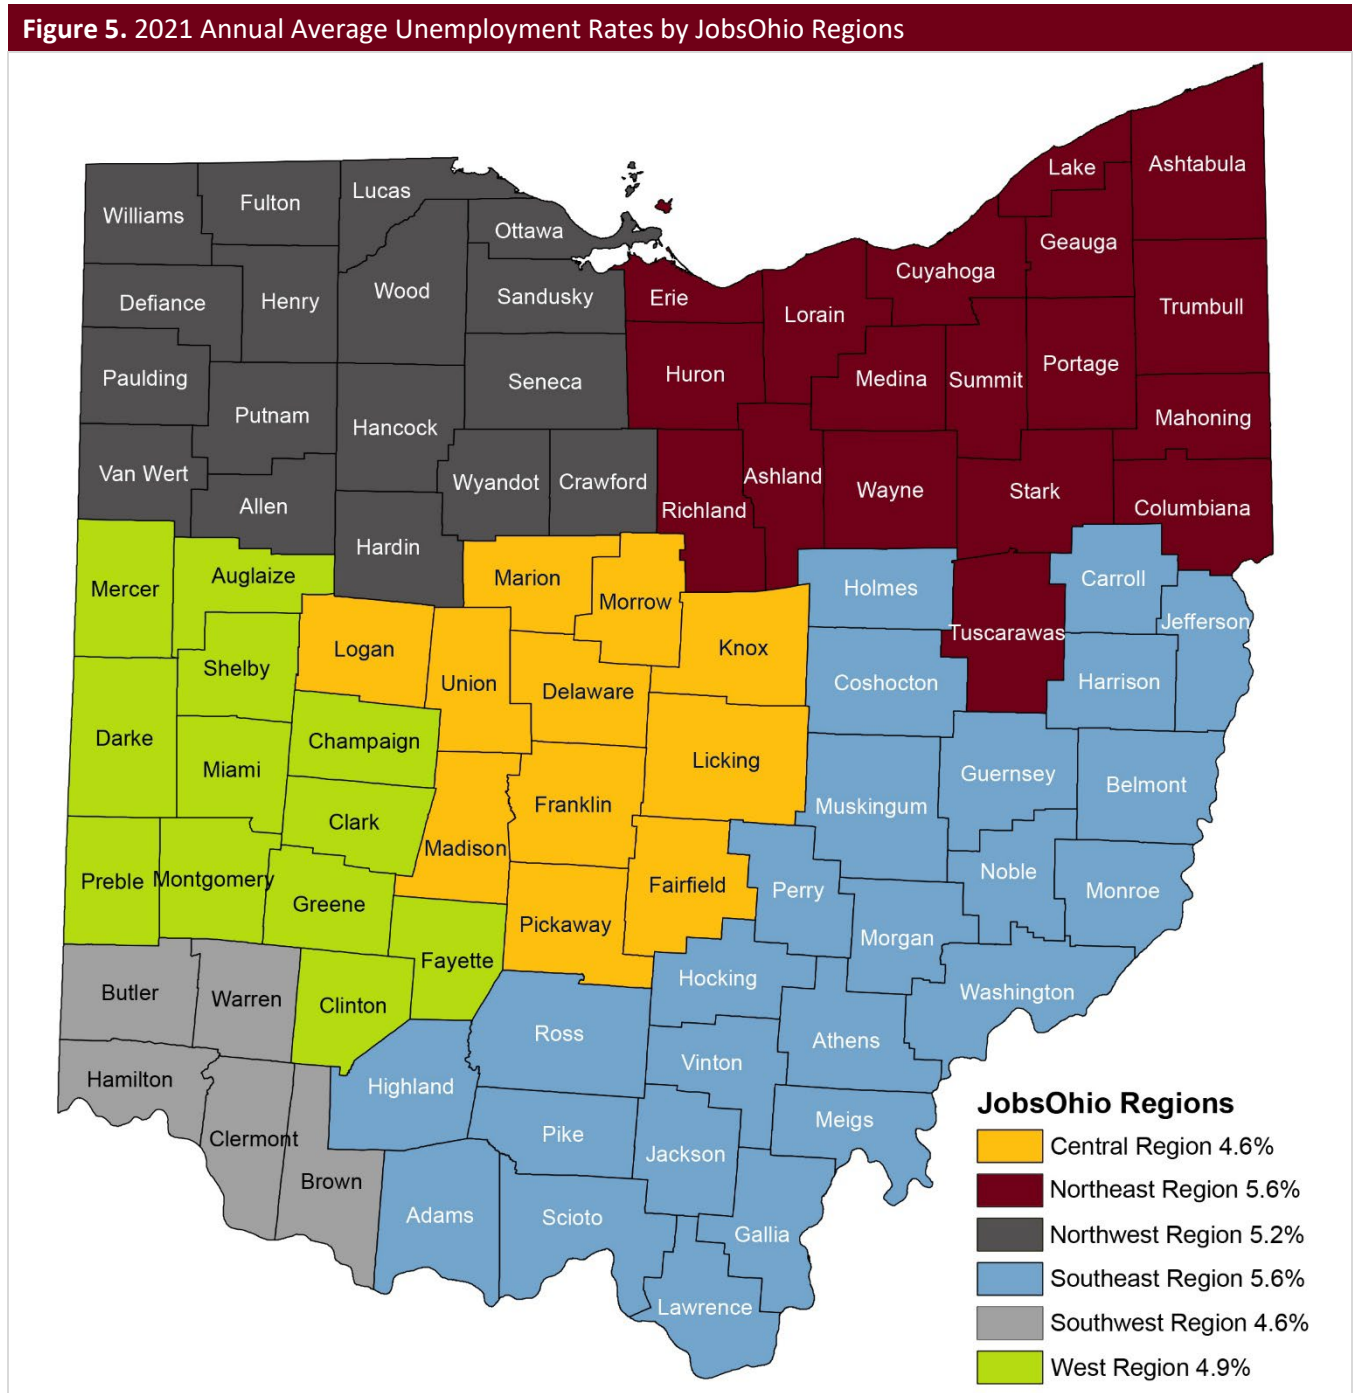 Figure 5. 2021 Annual Average Unemployment Rates by JobsOhio Regions
Lake
Ashtabula
Williams
Fulton
Lucas
Ottawa
Geauga
Cuyahoga
Defiance
Henry
Wood
Sandusky
Erie
Lorain
Trumbull
Paulding
Putnam
Hancock
Seneca
Huron
Medina
Summit
Portage
Mahoning
Van Wert
Allen
Wyandot
Crawford
Richland
Ashland
Wayne
Stark
Columbiana
Hardin
Mercer
Auglaize
Marion
Morrow
Holmes
Carroll
Jefferson
Logan
Shelby
Union
Delaware
Knox
Tuscarawas
Coshocton
Harrison
Darke
Miami
Champaign
Licking
Guernsey
Belmont
Clark
Franklin
Muskingum
Madison
Preble
Montgomery
Greene
Fairfield
Perry
Noble
Monroe
Pickaway
Morgan
Fayette
Butler
Warren
Clinton
Hocking
Washington
Ross
Athens
Hamilton
Highland
Vinton
Clermont
Pike
Jackson
Meigs
Brown
Adams
Scioto
Gallia
Lawrence
JobsOhio Regions
Central Region 4.6%
Northeast Region 5.6%
Northwest Region 5.2%
Southeast Region 5.6%
Southwest Region 4.6%
West Region 4.9%